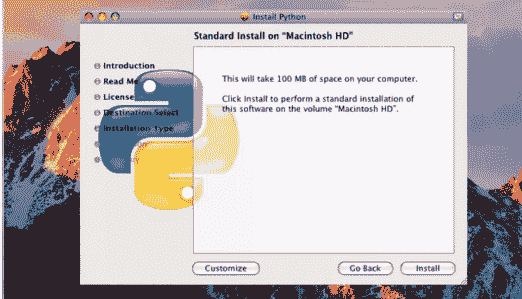 Install Python
Standard Install on “Macintosh HD”
Introduction
Read Me
License
Destination Select
Installation Type
This will take 100 MB of space on your computer.
Click Install to perform a standard installation of
this software on the volume “Macintosh HD”.
Customize
Go Back
Install